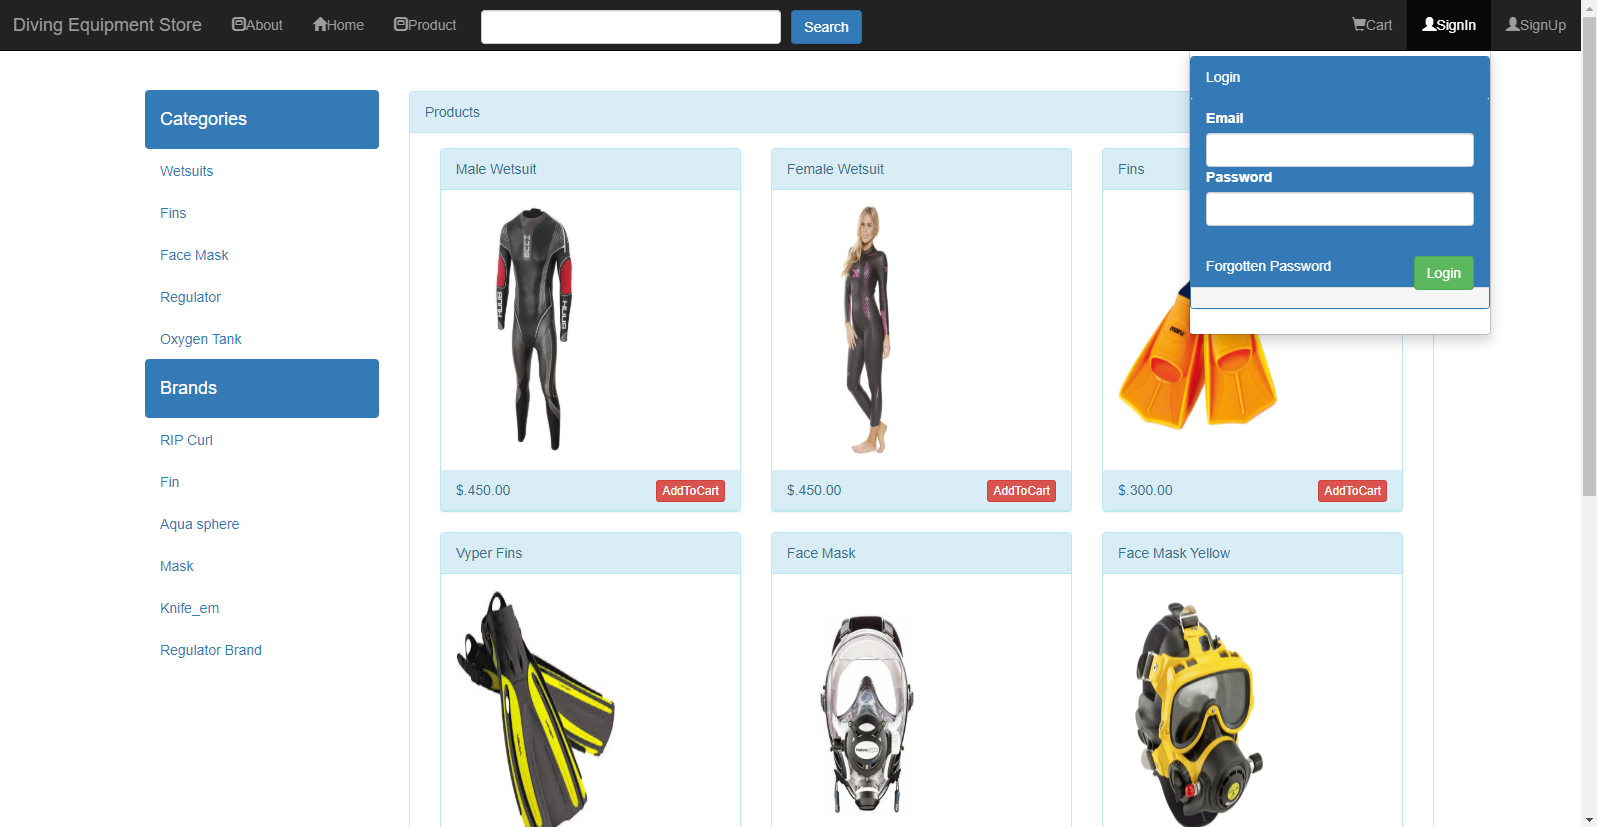 Diving Equipment Store
About
Home
Product
Search
Cart
SignIn
SignUp
Login
Email
Password
Forgotten Password
Login
Categories
Wetsuits
Fins
Face Mask
Regulator
Oxygen Tank
Brands
RIP Curl
Fin
Aqua sphere
Mask
Knife_em
Regulator Brand
Products
Male Wetsuit
Female Wetsuit
Fins
HUUB
$.450.00
AddToCart
$.450.00
AddToCart
$.300.00
AddToCart
Vyper Fins
Face Mask
Face Mask Yellow